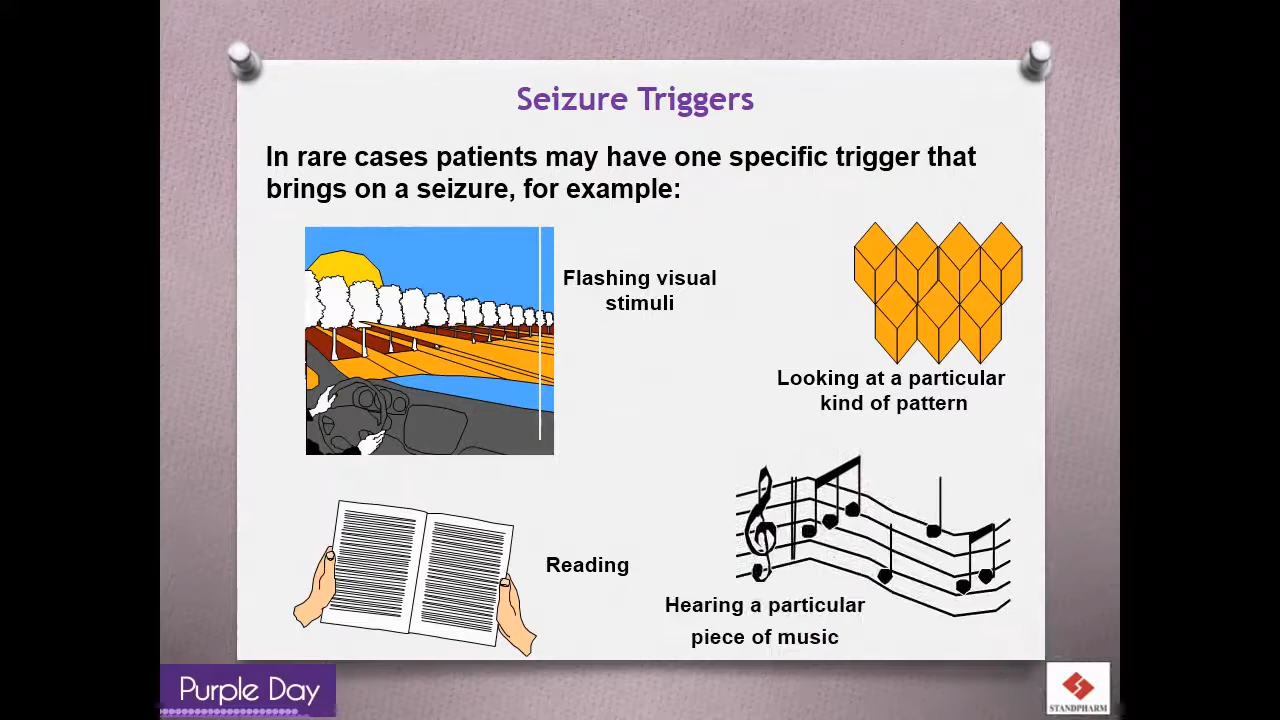 Seizure Triggers
In rare cases patients may have one specific trigger that
brings on a seizure, for example:
Flashing visual
stimuli
Looking at a particular
kind of pattern
Reading
Hearing a particular
piece of music
Purple Day
STANDPHARM